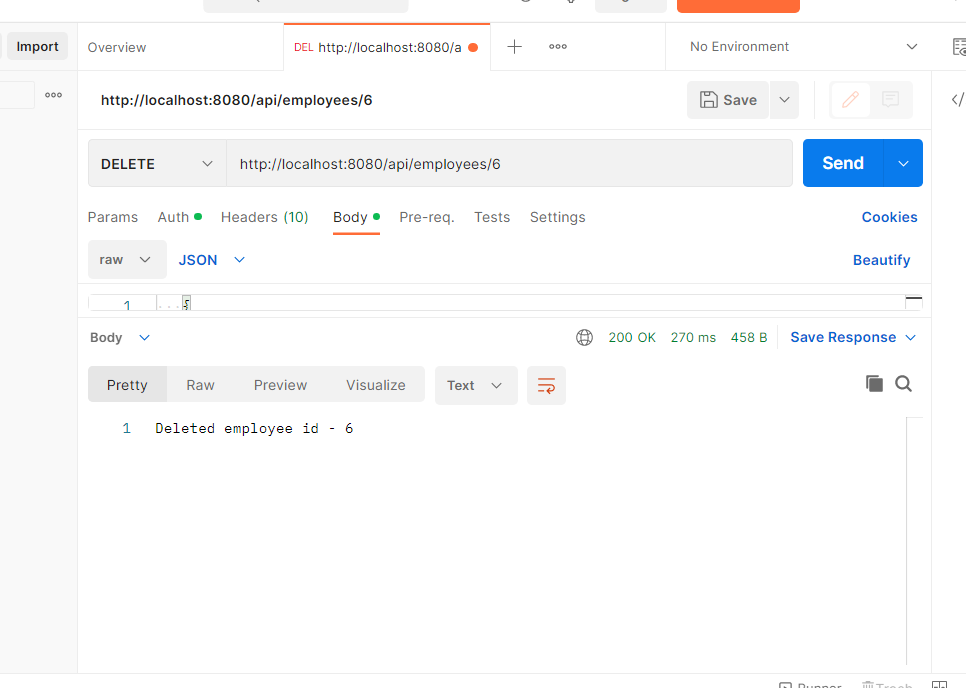 Import
Overview
DEL http://localhost:8080/a
No Environment
http://localhost:8080/api/employees/6
Save
DELETE
http://localhost:8080/api/employees/6
Send
Params
Auth
Headers (10)
Body
Pre-req.
Tests
Settings
Cookies
raw
JSON
Beautify
1 {
Body
200 OK
270 ms
458 B
Save Response
Pretty
Raw
Preview
Visualize
Text
1 Deleted employee id - 6
Runner
Trash